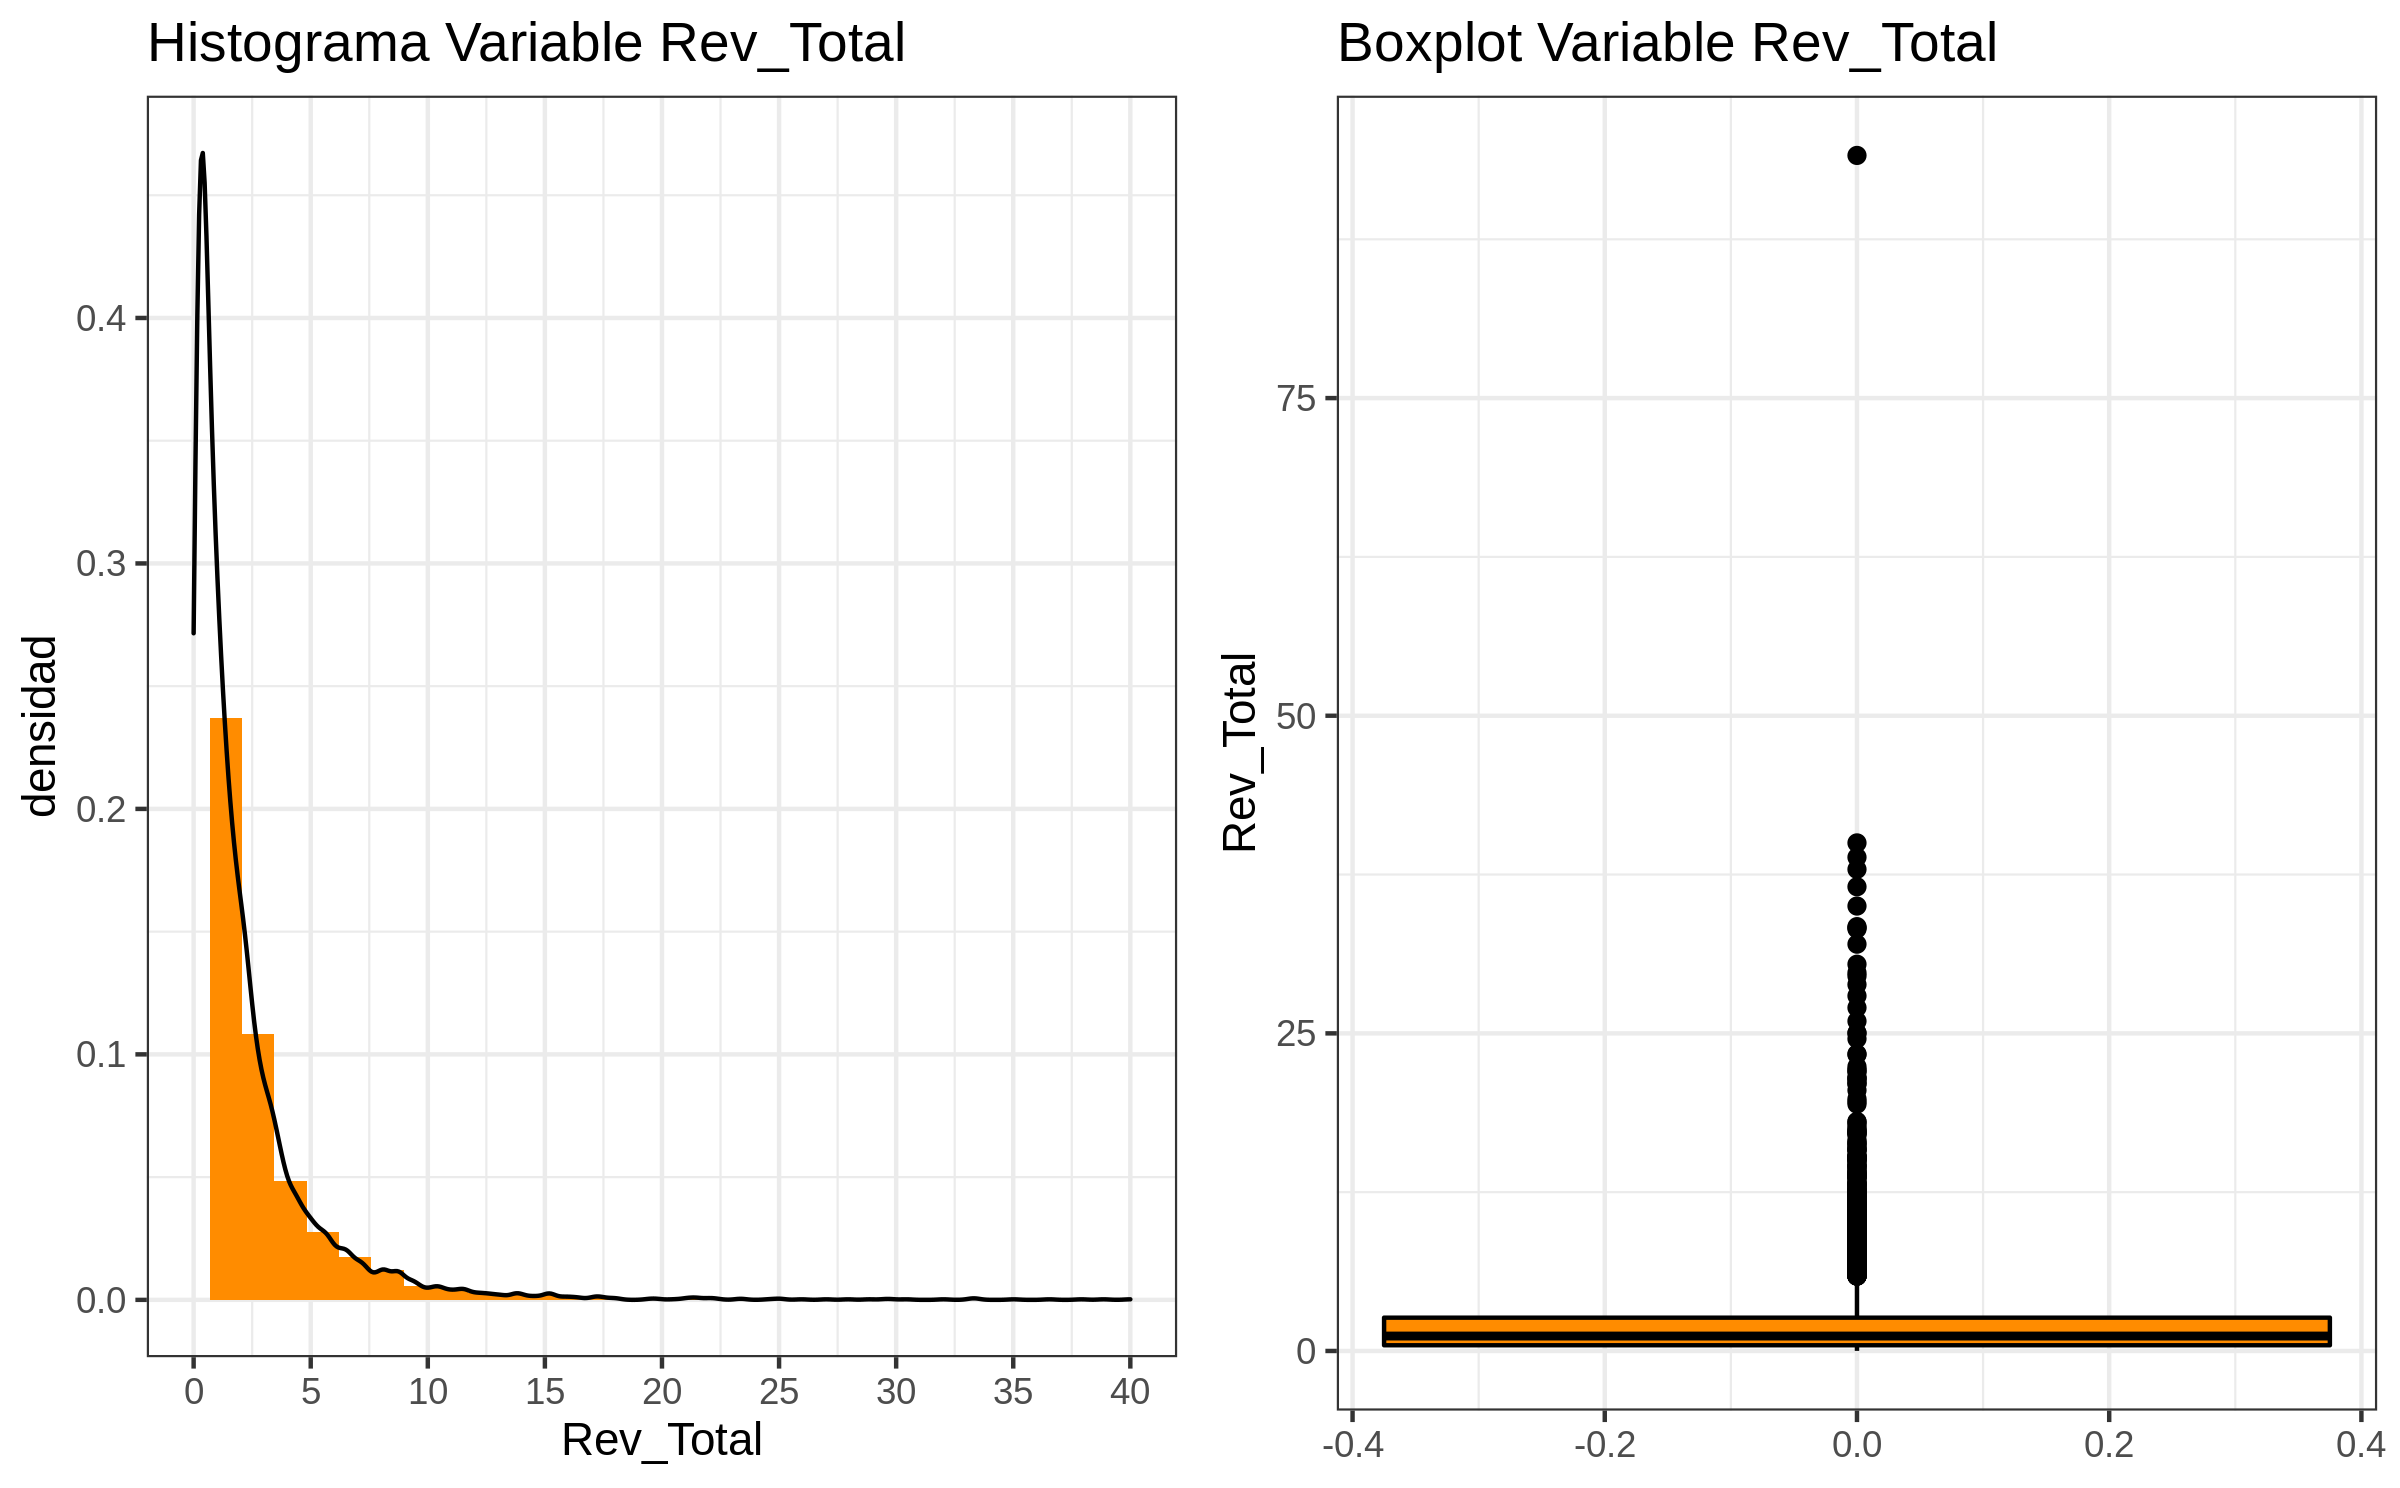 Histograma Variable Rev_Total
densidad
0.4
0.3
0.2
0.1
0.0
0 5 10 15 20 25 30 35 40
Rev_Total
Boxplot Variable Rev_Total
Rev_Total
75
50
25
0
-0.4 -0.2 0.0 0.2 0.4